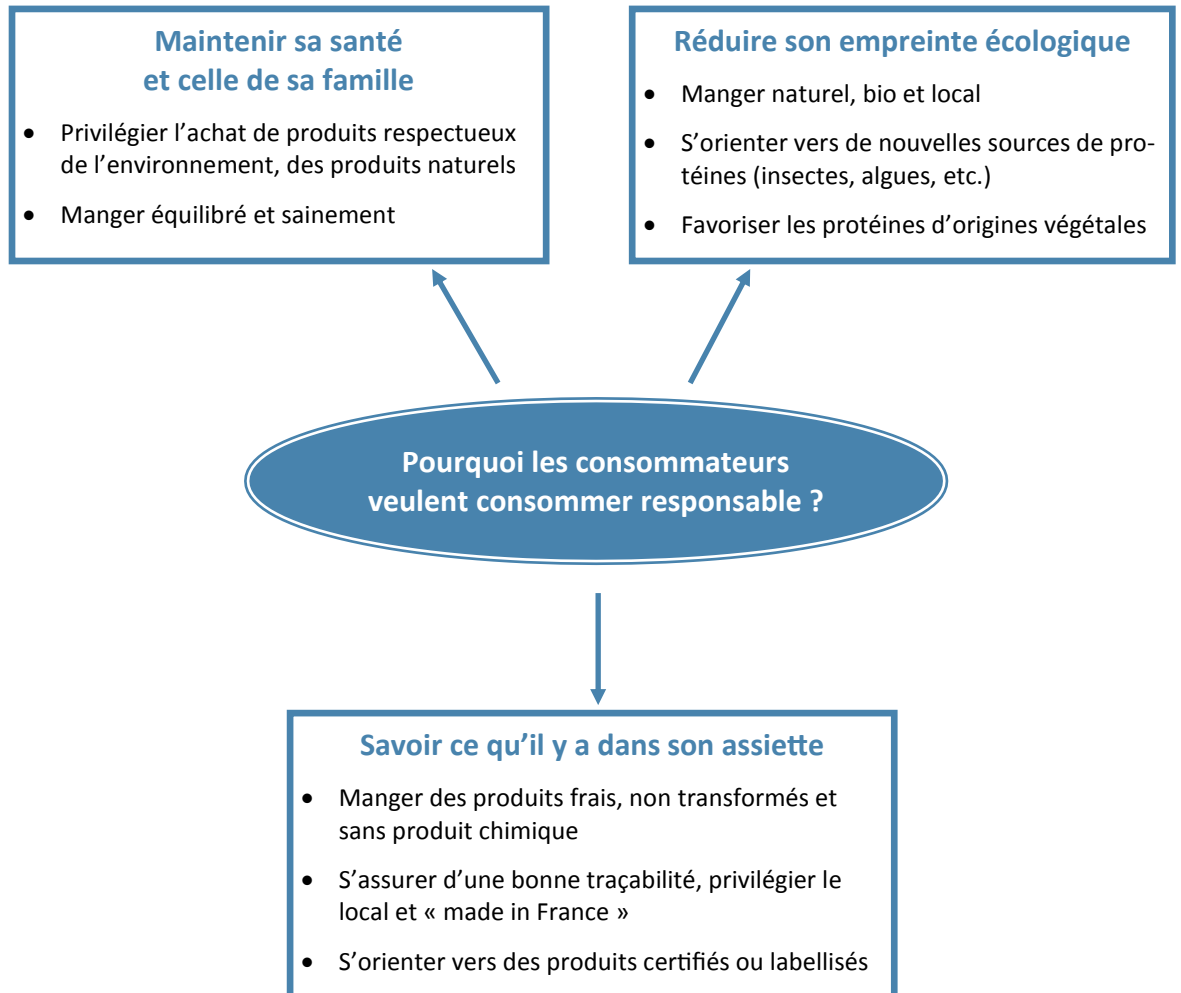 Maintenir sa santé
et celle de sa famille
• Privilégier l’achat de produits respectueux
de l’environnement, des produits naturels
• Manger équilibré et sainement
Réduire son empreinte écologique
• Manger naturel, bio et local
• S’orienter vers de nouvelles sources de pro-
téines (insectes, algues, etc.)
• Favoriser les protéines d’origines végétales
Pourquoi les consommateurs
veulent consommer responsable ?
Savoir ce qu’il y a dans son assiette
• Manger des produits frais, non transformés et
sans produit chimique
• S’assurer d’une bonne traçabilité, privilégier le
local et « made in France »
• S’orienter vers des produits certifiés ou labellisés